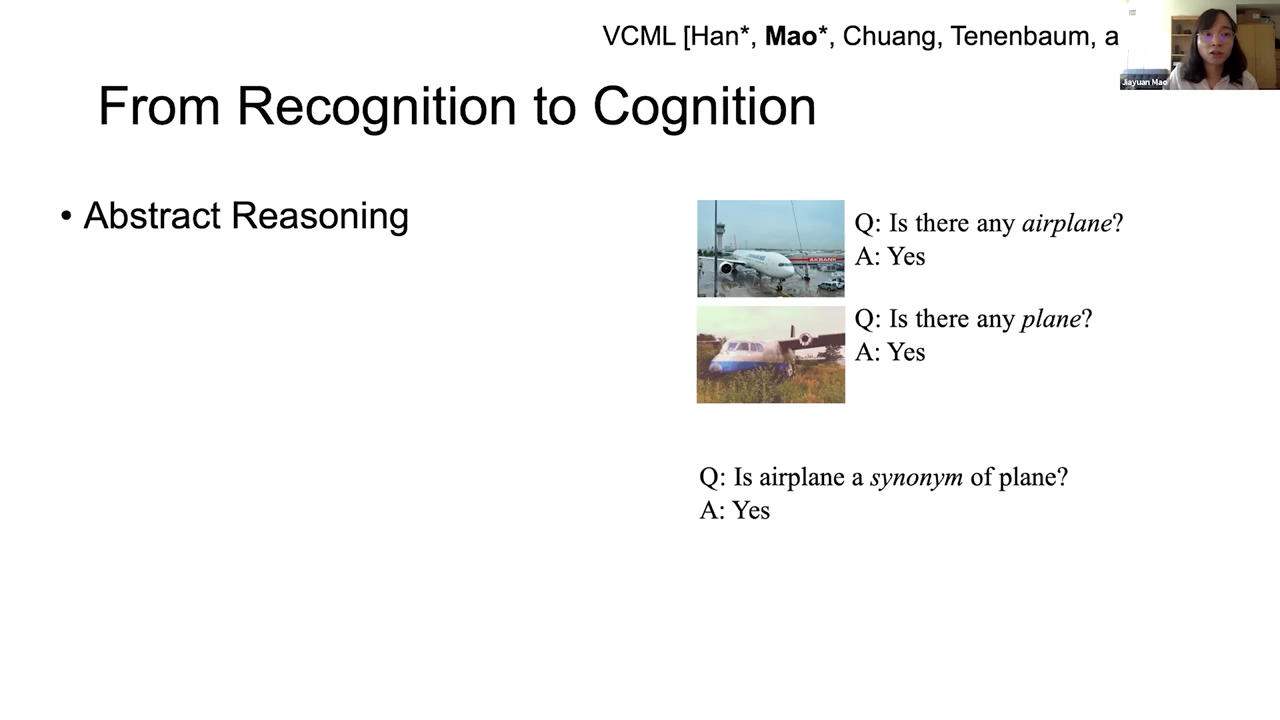 VCML [Han*, Mao*, Chuang, Tenenbaum, a
Jiayuan Mao
From Recognition to Cognition
• Abstract Reasoning
AKBANK
Q: Is there any airplane?
A: Yes
Q: Is there any plane?
A: Yes
Q: Is airplane a synonym of plane?
A: Yes